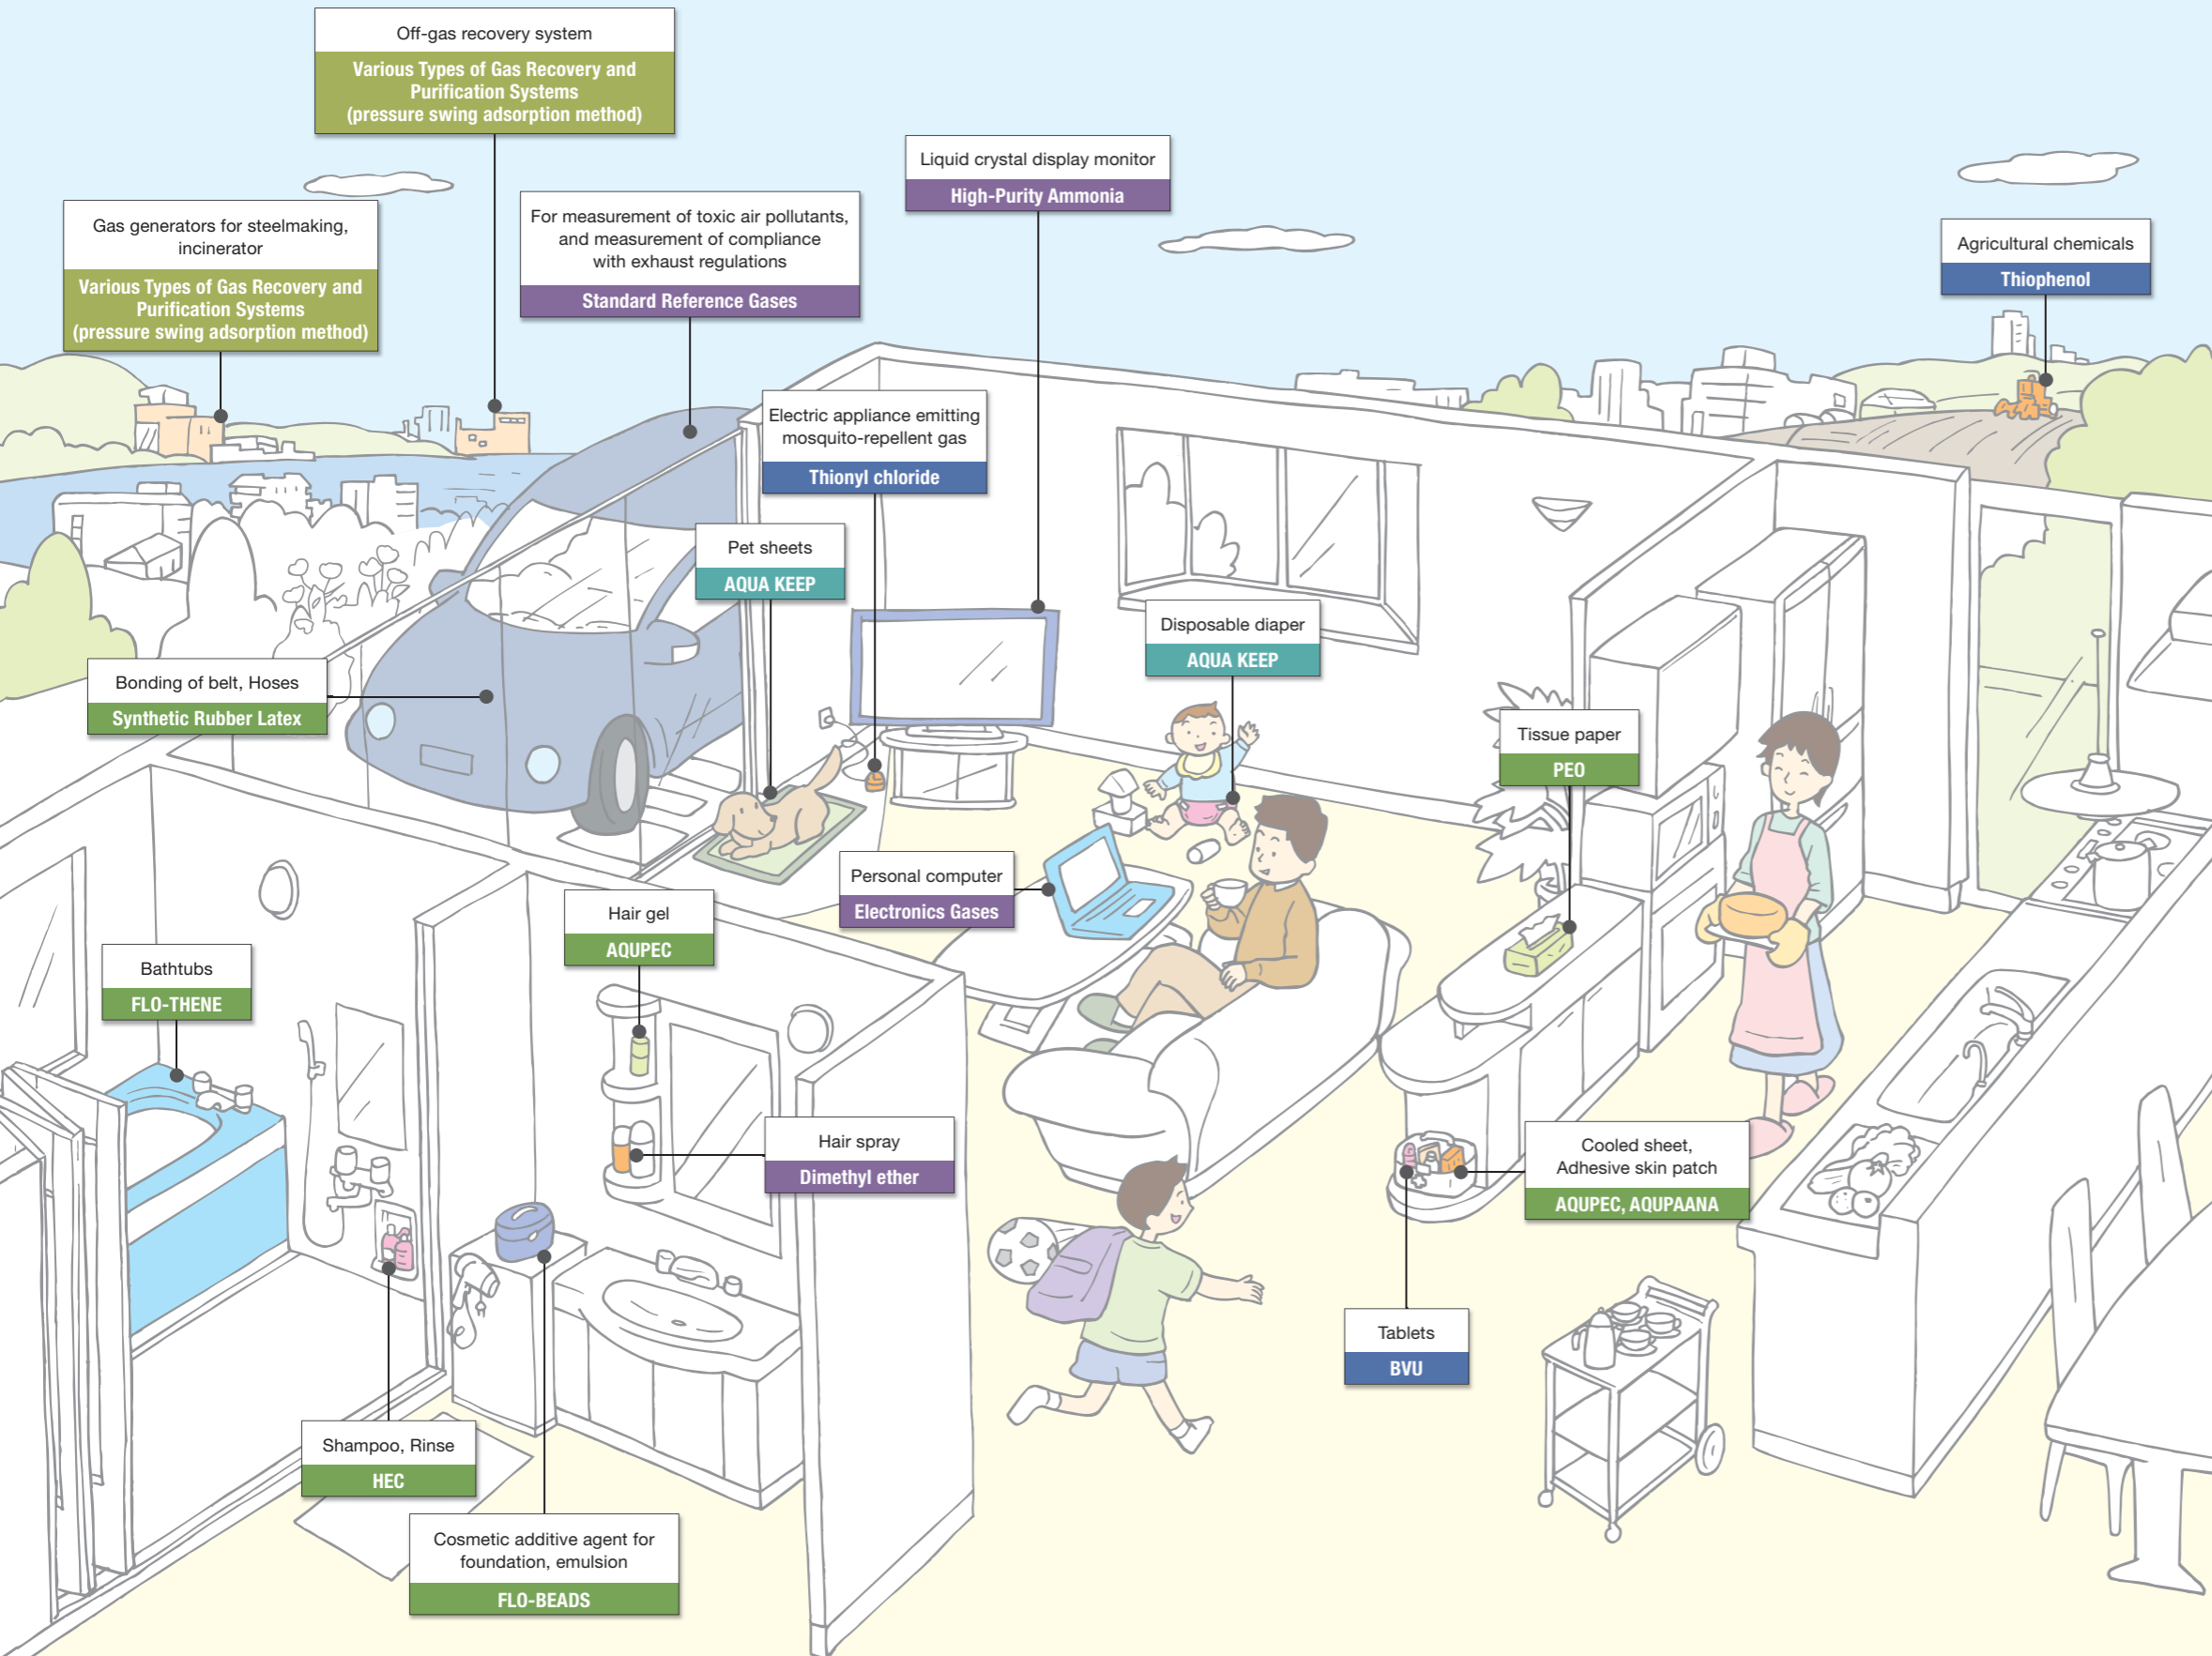 Off-gas recovery system
Various Types of Gas Recovery and
Purification Systems
(pressure swing adsorption method)
Liquid crystal display monitor
High-Purity Ammonia
Gas generators for steelmaking,
incinerator
Various Types of Gas Recovery and
Purification Systems
(pressure swing adsorption method)
For measurement of toxic air pollutants,
and measurement of compliance
with exhaust regulations
Standard Reference Gases
Agricultural chemicals
Thiophenol
Electric appliance emitting
mosquito-repellent gas
Thionyl chloride
Pet sheets
AQUA KEEP
Disposable diaper
AQUA KEEP
Bonding of belt, Hoses
Synthetic Rubber Latex
Tissue paper
PEO
Personal computer
Electronics Gases
Hair gel
AQUPEC
Bathtubs
FLO-THENE
Hair spray
Dimethyl ether
Cooled sheet,
Adhesive skin patch
AQUPEC, AQUPAANA
Tablets
BVU
Shampoo, Rinse
HEC
Cosmetic additive agent for
foundation, emulsion
FLO-BEADS